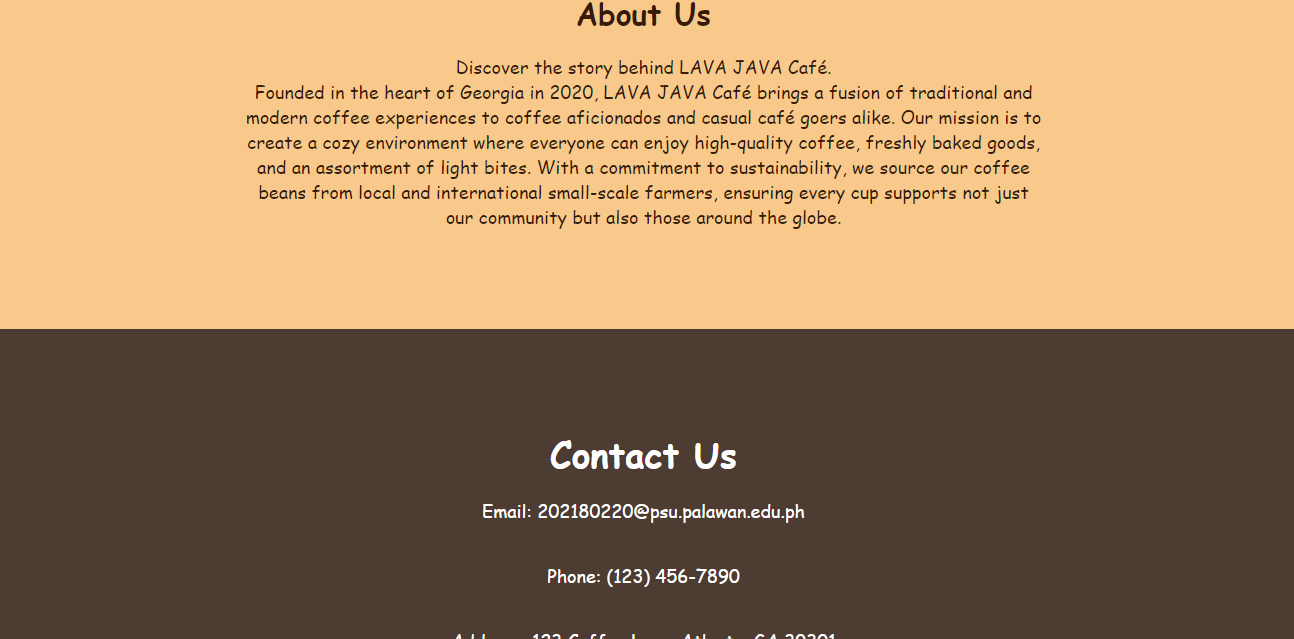 About Us
Discover the story behind LAVA JAVA Café.
Founded in the heart of Georgia in 2020, LAVA JAVA Café brings a fusion of traditional and
modern coffee experiences to coffee aficionados and casual café goers alike. Our mission is to
create a cozy environment where everyone can enjoy high-quality coffee, freshly baked goods,
and an assortment of light bites. With a commitment to sustainability, we source our coffee
beans from local and international small-scale farmers, ensuring every cup supports not just
our community but also those around the globe.
Contact Us
Email: 202180220@psu.palawan.edu.ph
Phone: (123) 456-7890